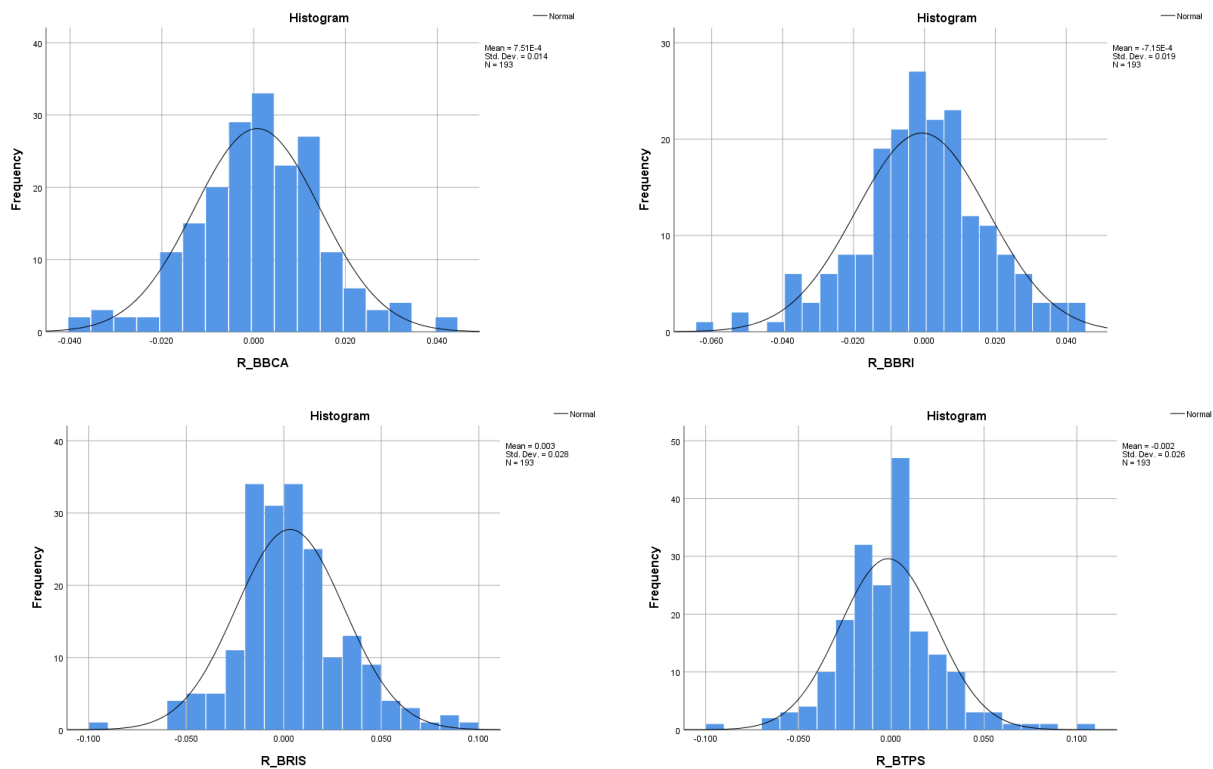 Histogram
Normal
Mean = 7.51E-4
Std. Dev. = 0.014
N = 193
40
30
20
10
0
Frequency
-0.040 -0.020 0.000 0.020 0.040
R_BBCA
Histogram
Normal
Mean = -7.15E-4
Std. Dev. = 0.019
N = 193
30
20
10
0
Frequency
-0.060 -0.040 -0.020 0.000 0.020 0.040
R_BBRI
Histogram
Normal
Mean = 0.003
Std. Dev. = 0.028
N = 193
40
30
20
10
0
Frequency
-0.100 -0.050 0.000 0.050 0.100
R_BRIS
Histogram
Normal
Mean = -0.002
Std. Dev. = 0.026
N = 193
50
40
30
20
10
0
Frequency
-0.100 -0.050 0.000 0.050 0.100
R_BTPS